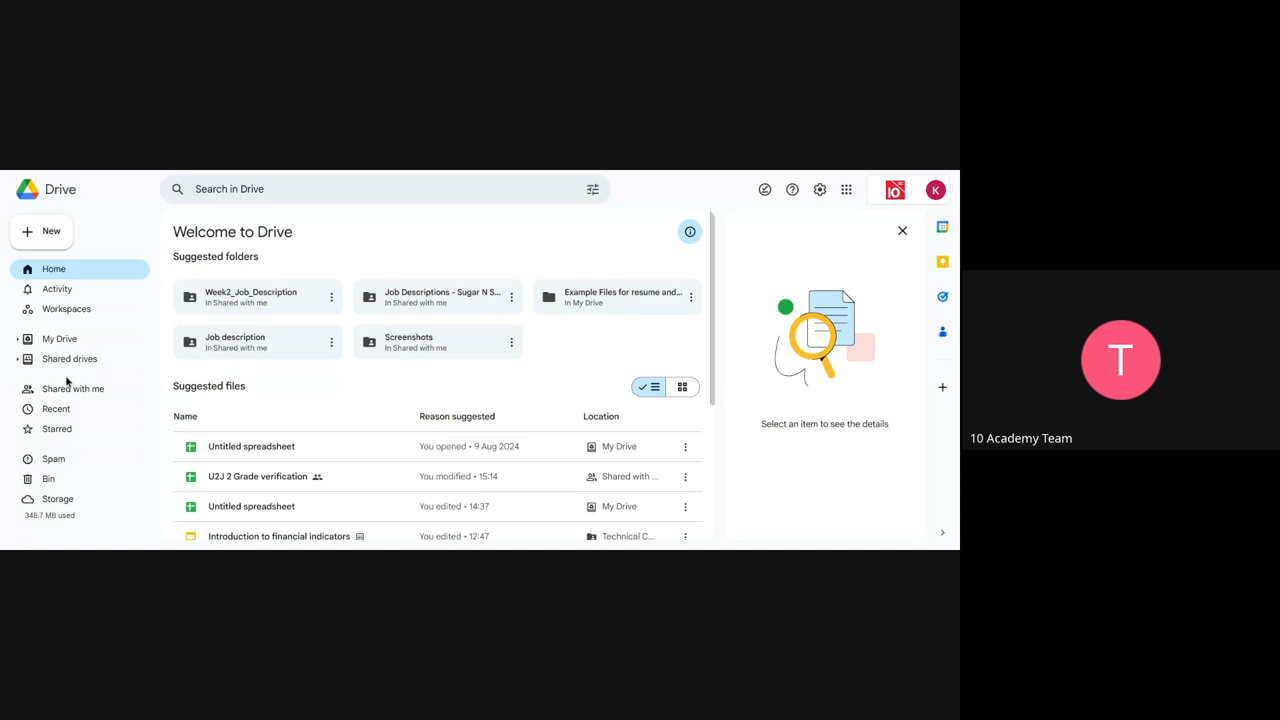 Drive
Search in Drive
10
K
New
Home
Activity
Workspaces
My Drive
Shared drives
Shared with me
Recent
Starred
Spam
Bin
Storage
348.7 MB used
Welcome to Drive
Suggested folders
Week2_Job_Description
In Shared with me
Job Descriptions - Sugar N S...
In Shared with me
Example Files for resume and...
In My Drive
Job description
In Shared with me
Screenshots
In Shared with me
Suggested files
Name Reason suggested Location
Untitled spreadsheet You opened • 9 Aug 2024 My Drive
U2J 2 Grade verification You modified • 15:14 Shared with ...
Untitled spreadsheet You edited • 14:37 My Drive
Introduction to financial indicators You edited • 12:47 Technical C...
Select an item to see the details
T
10 Academy Team